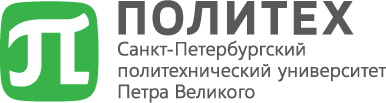 ПОЛИТЕХ
Санкт-Петербургский
политехнический университет
Петра Великого